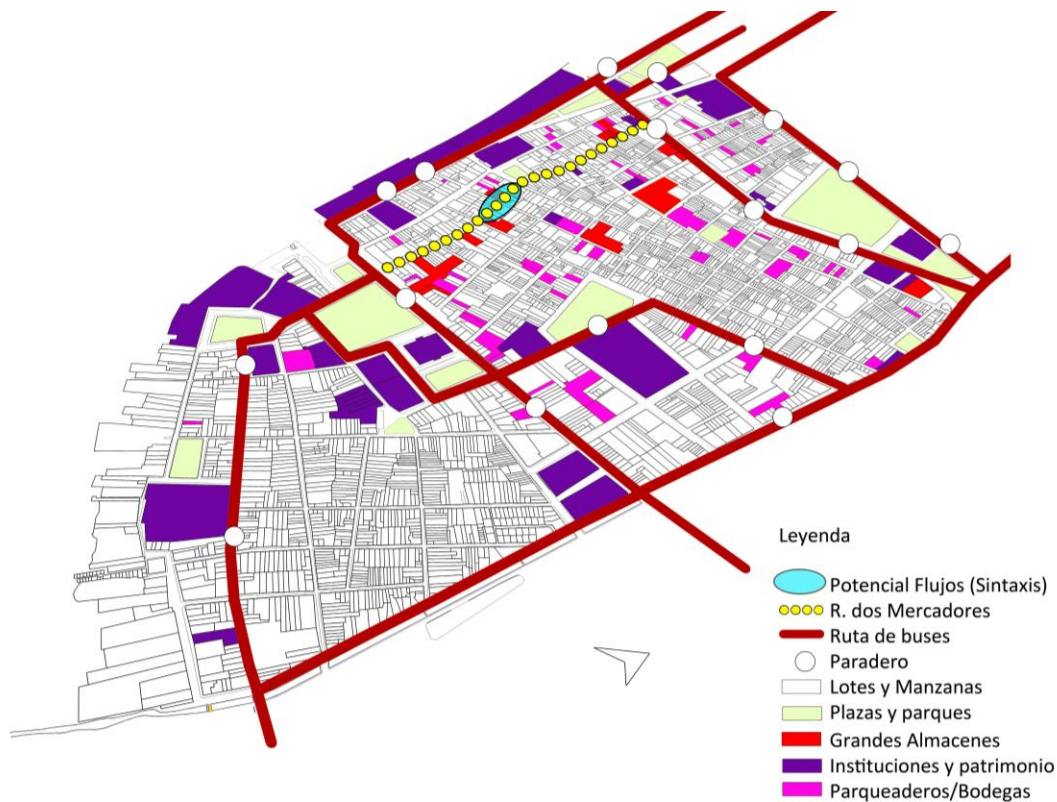 Leyenda
Potencial Flujos (Sintaxis)
R. dos Mercadores
Ruta de buses
Paradero
Lotes y Manzanas
Plazas y parques
Grandes Almacenes
Instituciones y patrimonio
Parqueaderos/Bodegas